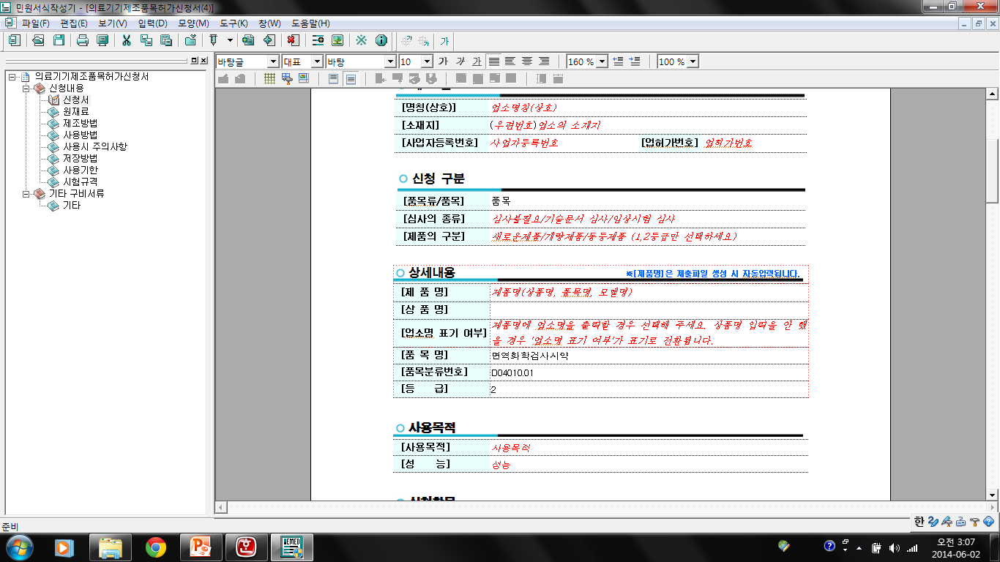 민원서식작성기 - [의료기기제조품목허가신청서(4)]
파일(F) 편집(E) 보기(V) 입력(D) 모양(M) 도구(K) 창(W) 도움말(H)
바탕글 대표 바탕 10 가 가 가 160 % 100 %
의료기기제조품목허가신청서
신청내용
신청서
원재료
제조방법
사용방법
사용시 주의사항
저장방법
사용기한
시험규격
기타 구비서류
기타
[명칭(상호)] 업소명칭(상호)
[소재지] (우편번호)업소의 소재지
[사업자등록번호] 사업자등록번호 [업허가번호] 업허가번호
신청 구분
[품목류/품목] 품목
[심사의 종류] 심사불필요/기술문서 심사/임상시험 심사
[제품의 구분] 새로운제품/개량제품/동등제품 (1,2등급만 선택하세요)
상세내용 ※[제품명]은 제출파일 생성 시 자동입력됩니다.
[제 품 명] 제품명(상품명, 품목명, 모델명)
[상 품 명]
[업소명 표기 여부] 제품명에 업소명을 출력할 경우 선택해 주세요. 상품명 입력을 안 했
을 경우 '업소명 표기 여부'가 표기로 전환됩니다.
[품 목 명] 면역화학검사시약
[품목분류번호] D04010.01
[등 급] 2
사용목적
[사용목적] 사용목적
[성 능] 성능
준비
한
오전 3:07
2014-06-02